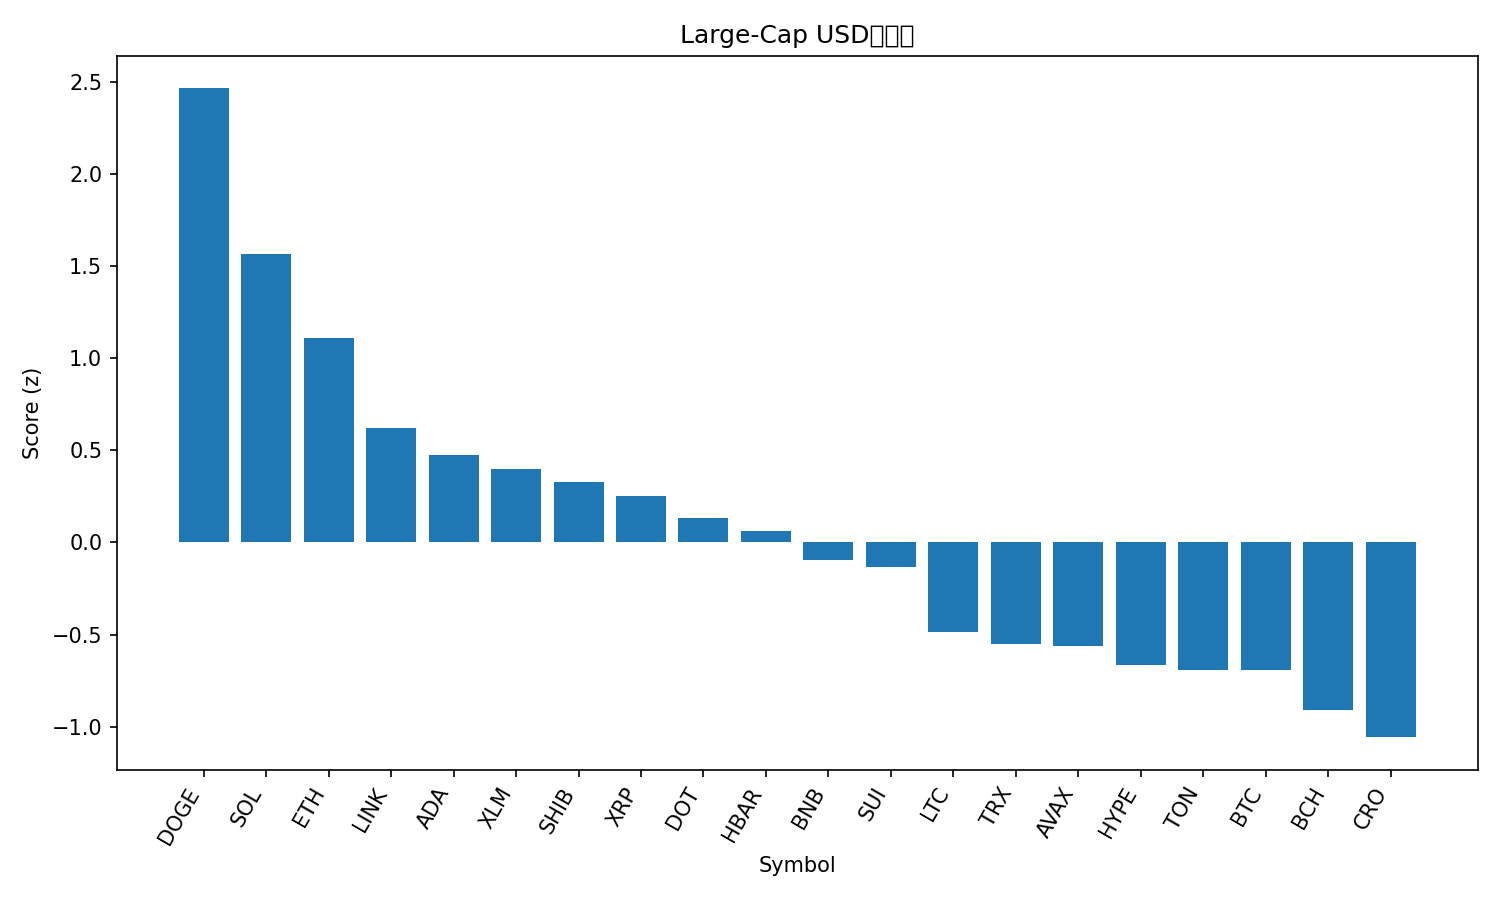 Large-Cap USD
Score (z)
2.5
2.0
1.5
1.0
0.5
0.0
−0.5
−1.0
DOGE
SOL
ETH
LINK
ADA
XLM
SHIB
XRP
DOT
HBAR
BNB
SUI
LTC
TRX
AVAX
HYPE
TON
BTC
BCH
CRO
Symbol